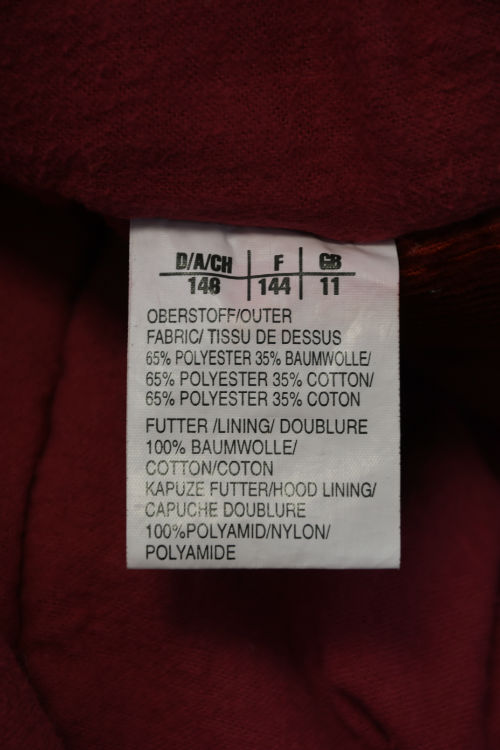 D/A/CH F GB
146 144 11
OBERSTOFF/OUTER
FABRIC/ TISSU DE DESSUS
65% POLYESTER 35% BAUMWOLLE/
65% POLYESTER 35% COTTON/
65% POLYESTER 35% COTON
FUTTER /LINING/ DOUBLURE
100% BAUMWOLLE/
COTTON/COTON
KAPUZE FUTTER/HOOD LINING/
CAPUCHE DOUBLURE
100%POLYAMID/NYLON/
POLYAMIDE